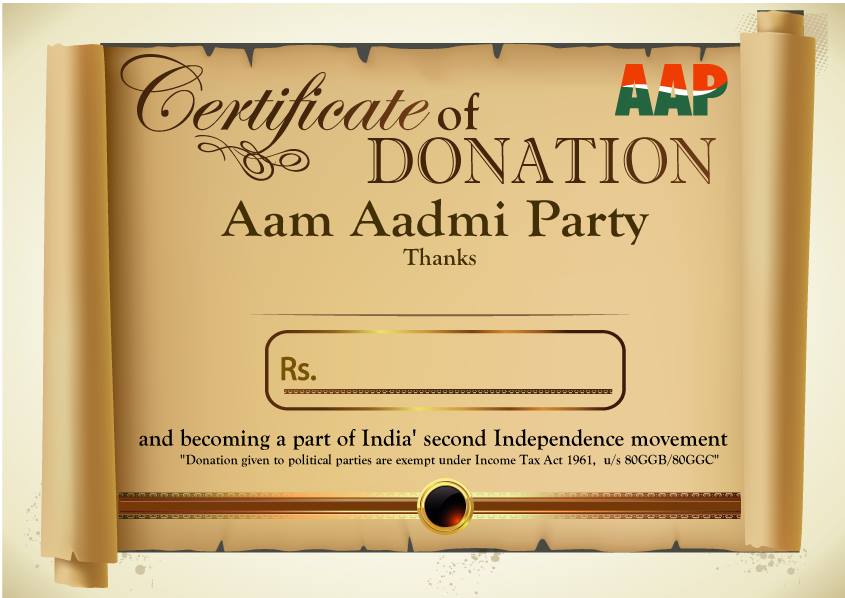 Certificate of
AAP
DONATION
Aam Aadmi Party
Thanks
Rs.
and becoming a part of India' second Independence movement
"Donation given to political parties are exempt under Income Tax Act 1961, u/s 80GGB/80GGC"